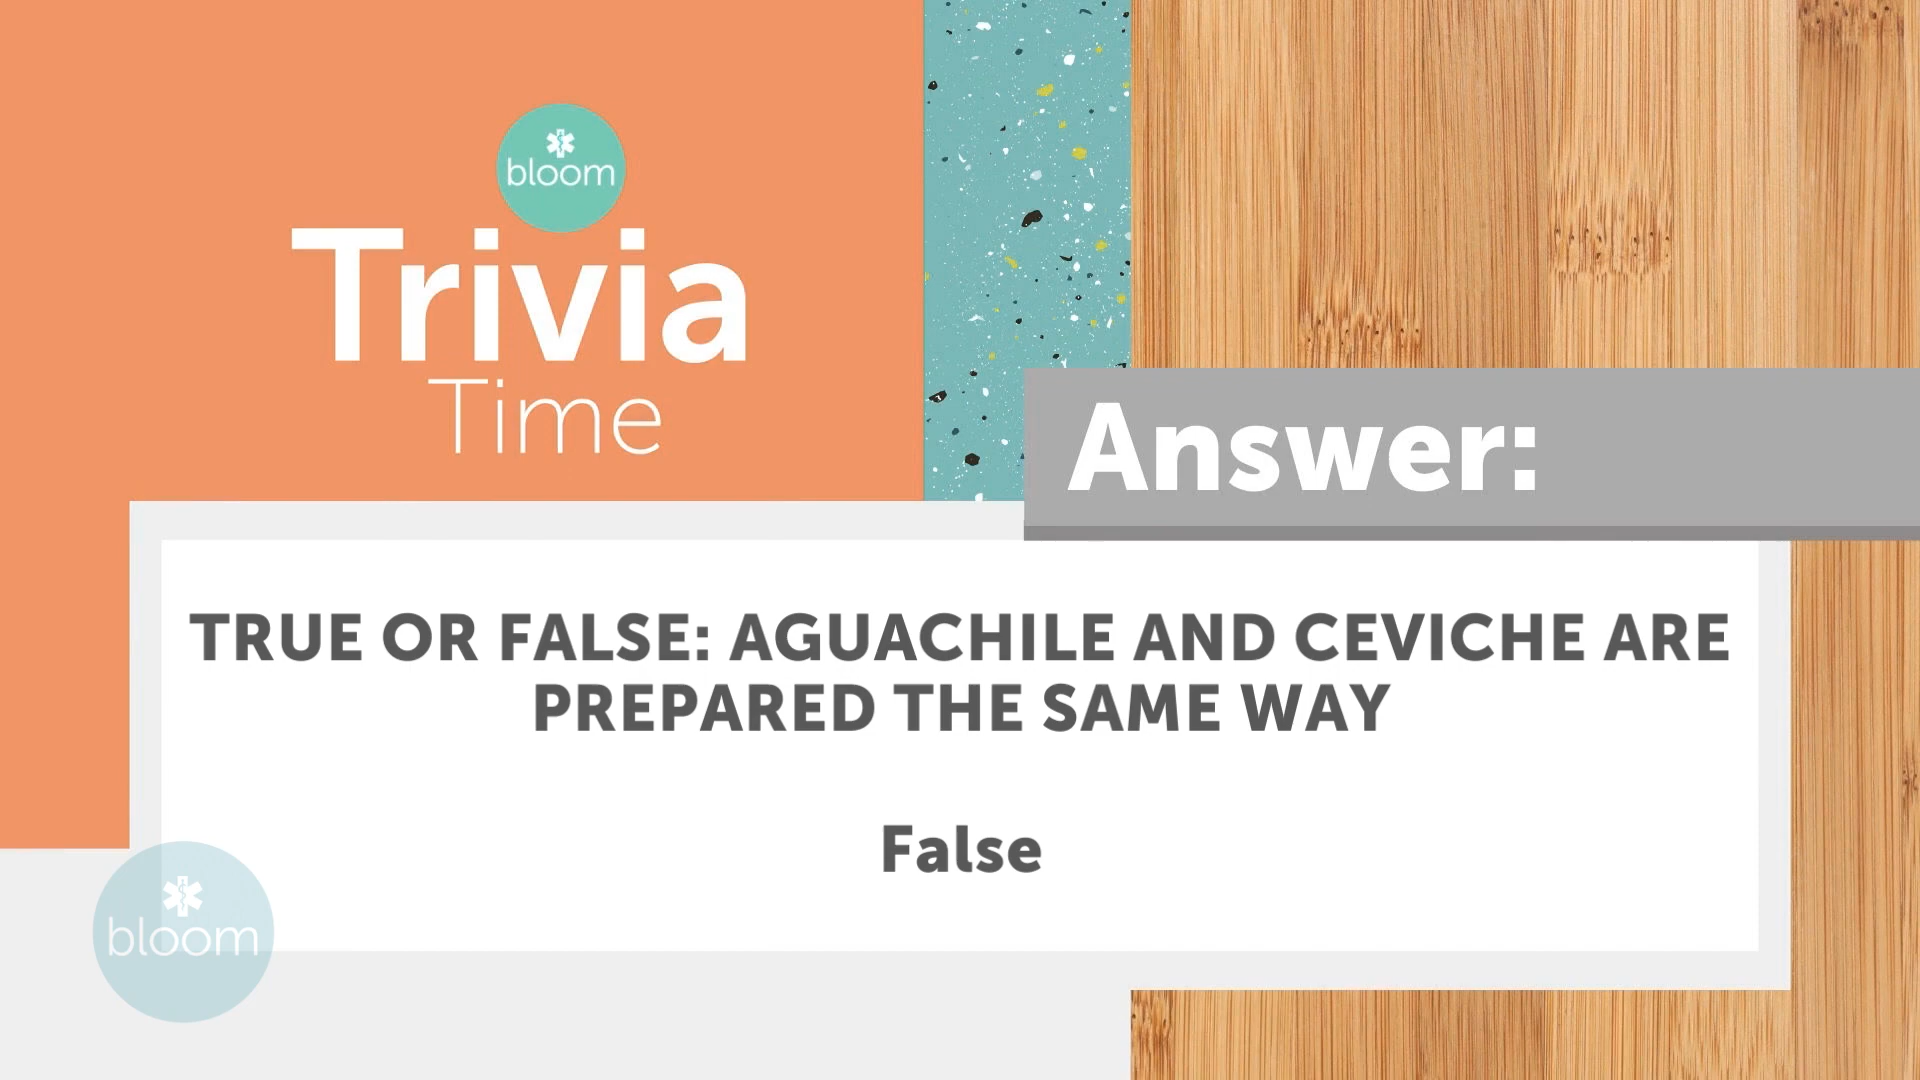 bloom
Trivia
Time
Answer:
TRUE OR FALSE: AGUACHILE AND CEVICHE ARE
PREPARED THE SAME WAY
False
bloom